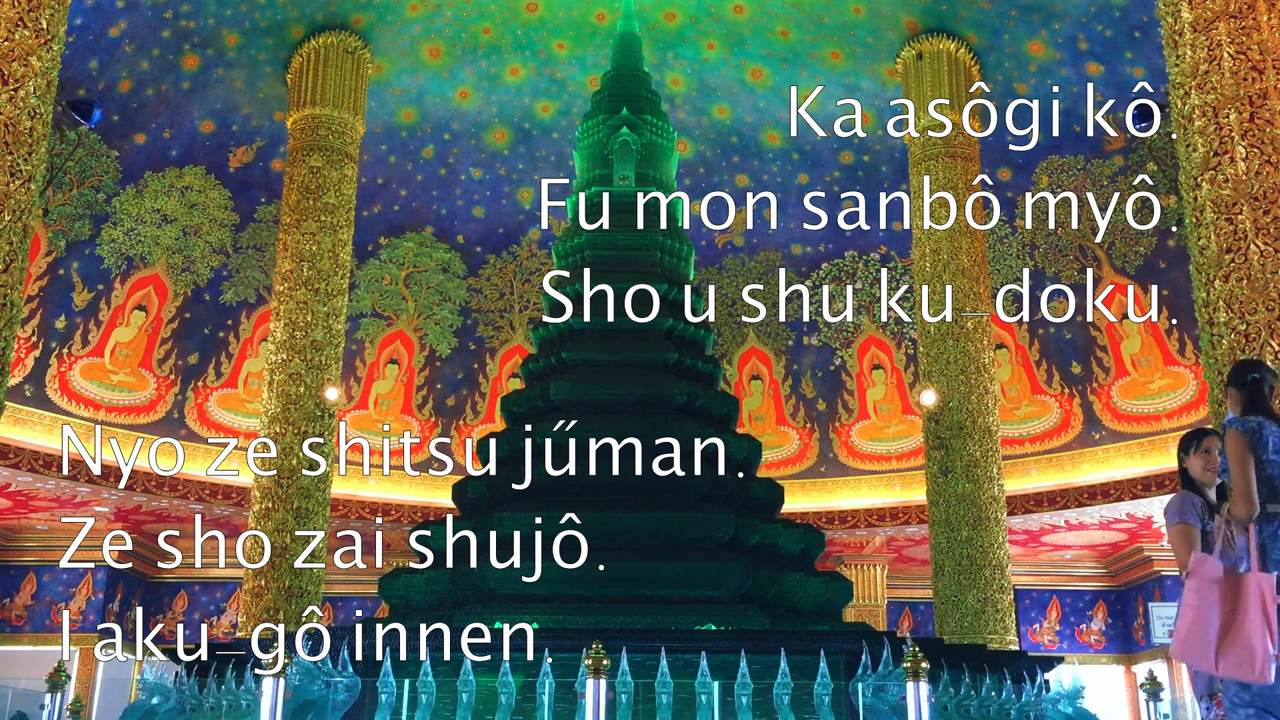 Nyo ze shitsu jűman.
Ze sho zai shujô.
I aku_gô innen.
Ka asôgi kô.
Fu mon sanbô myô.
Sho u shu ku_doku.